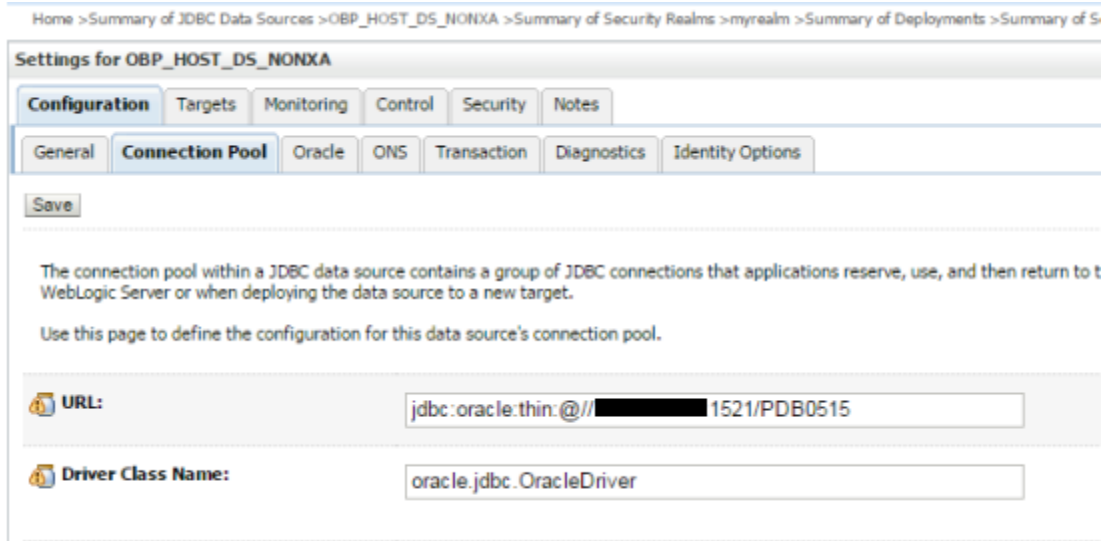 Home >Summary of JDBC Data Sources >OBP_HOST_DS_NONXA >Summary of Security Realms >myrealm >Summary of Deployments >Summary of
Settings for OBP_HOST_DS_NONXA
Configuration Targets Monitoring Control Security Notes
General Connection Pool Oracle ONS Transaction Diagnostics Identity Options
Save
The connection pool within a JDBC data source contains a group of JDBC connections that applications reserve, use, and then return to
WebLogic Server or when deploying the data source to a new target.
Use this page to define the configuration for this data source's connection pool.
URL: jdbc:oracle:thin:@// 1521/PDB0515
Driver Class Name: oracle.jdbc.OracleDriver